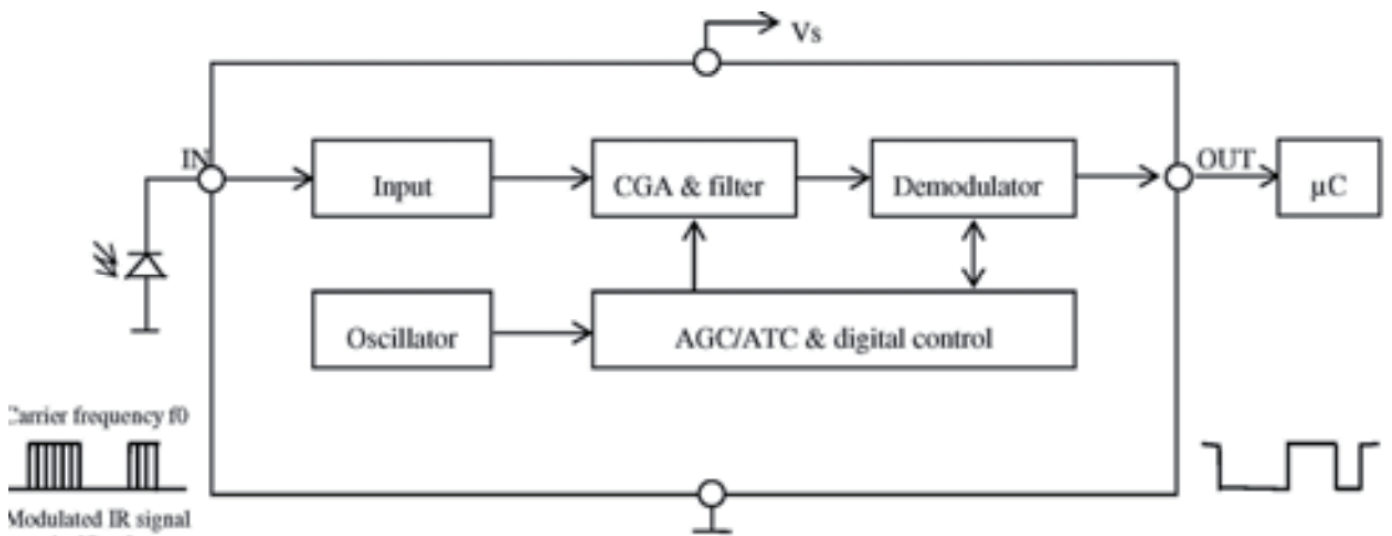 Vs
IN
OUT
Input
CGA & filter
Demodulator
µC
Oscillator
AGC/ATC & digital control
Carrier frequency f0
Modulated IR signal